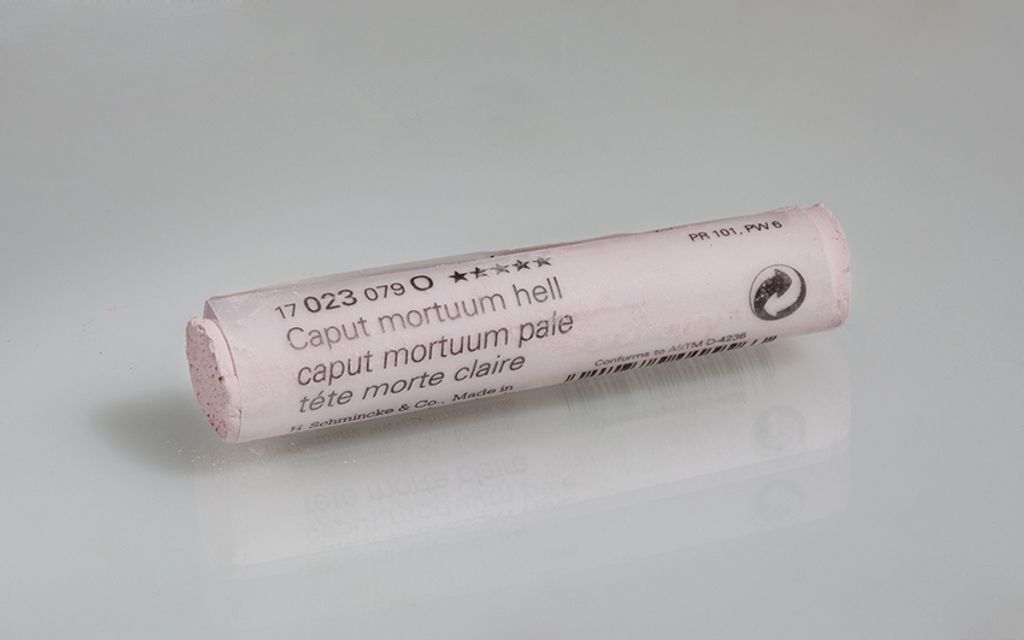 17 023 079 O ★★★★★
Caput mortuum hell
caput mortuum pale
téte morte claire
H. Schmincke & Co., Made in
PR 101, PW 6
Conforms to ASTM D-4236